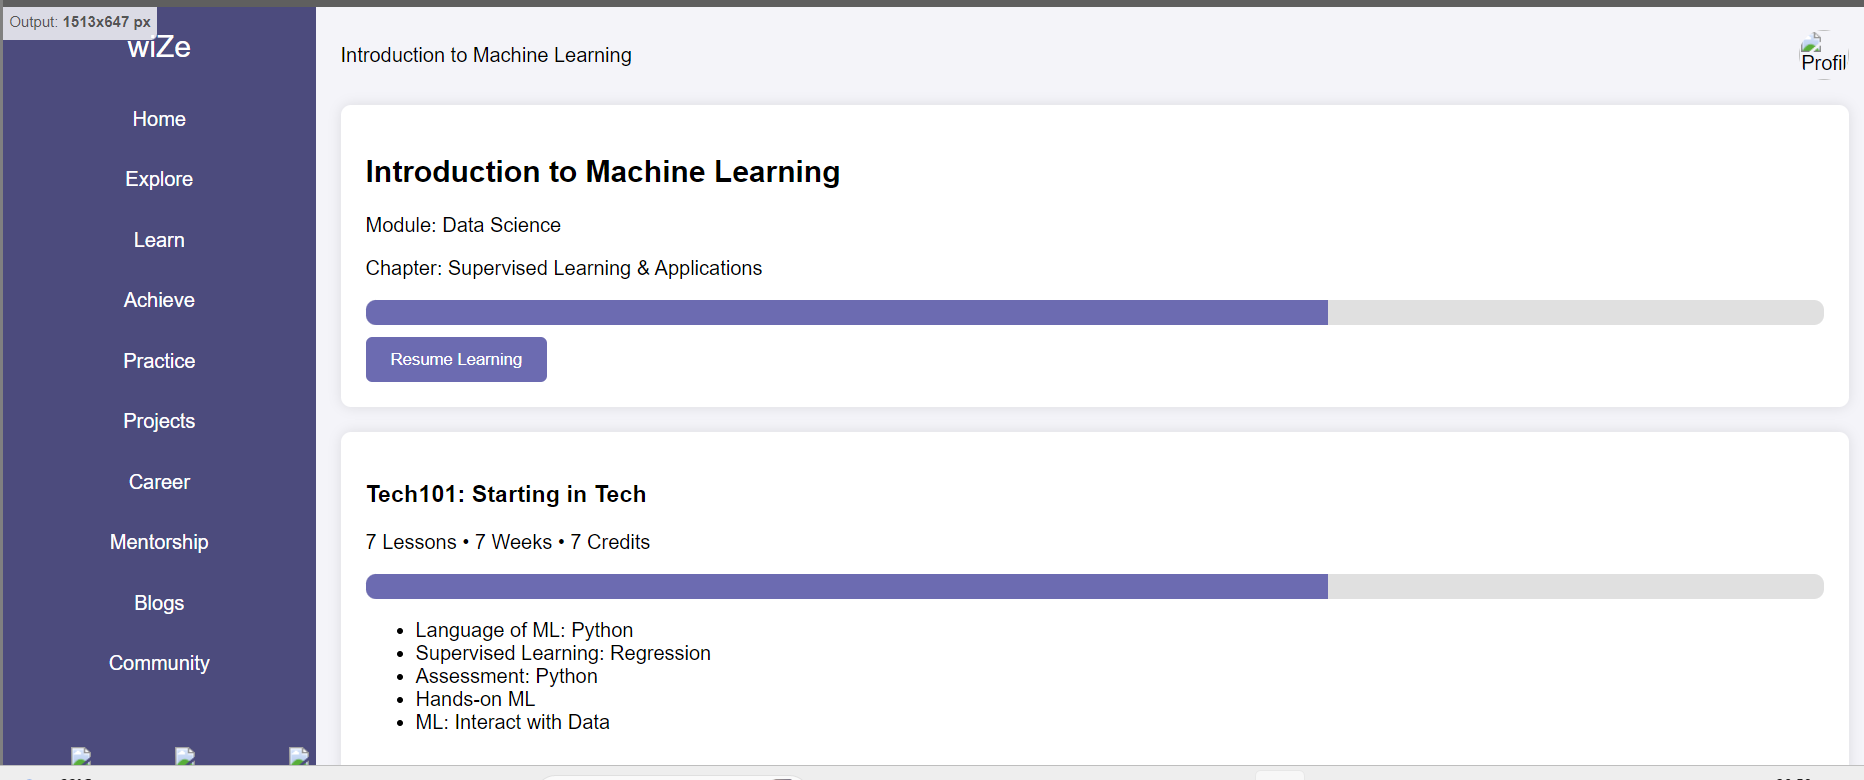 Output: 1513x647 px
wiZe
Home
Explore
Learn
Achieve
Practice
Projects
Career
Mentorship
Blogs
Community
Introduction to Machine Learning
Profil
Introduction to Machine Learning
Module: Data Science
Chapter: Supervised Learning & Applications
Resume Learning
Tech101: Starting in Tech
7 Lessons • 7 Weeks • 7 Credits
• Language of ML: Python
• Supervised Learning: Regression
• Assessment: Python
• Hands-on ML
• ML: Interact with Data